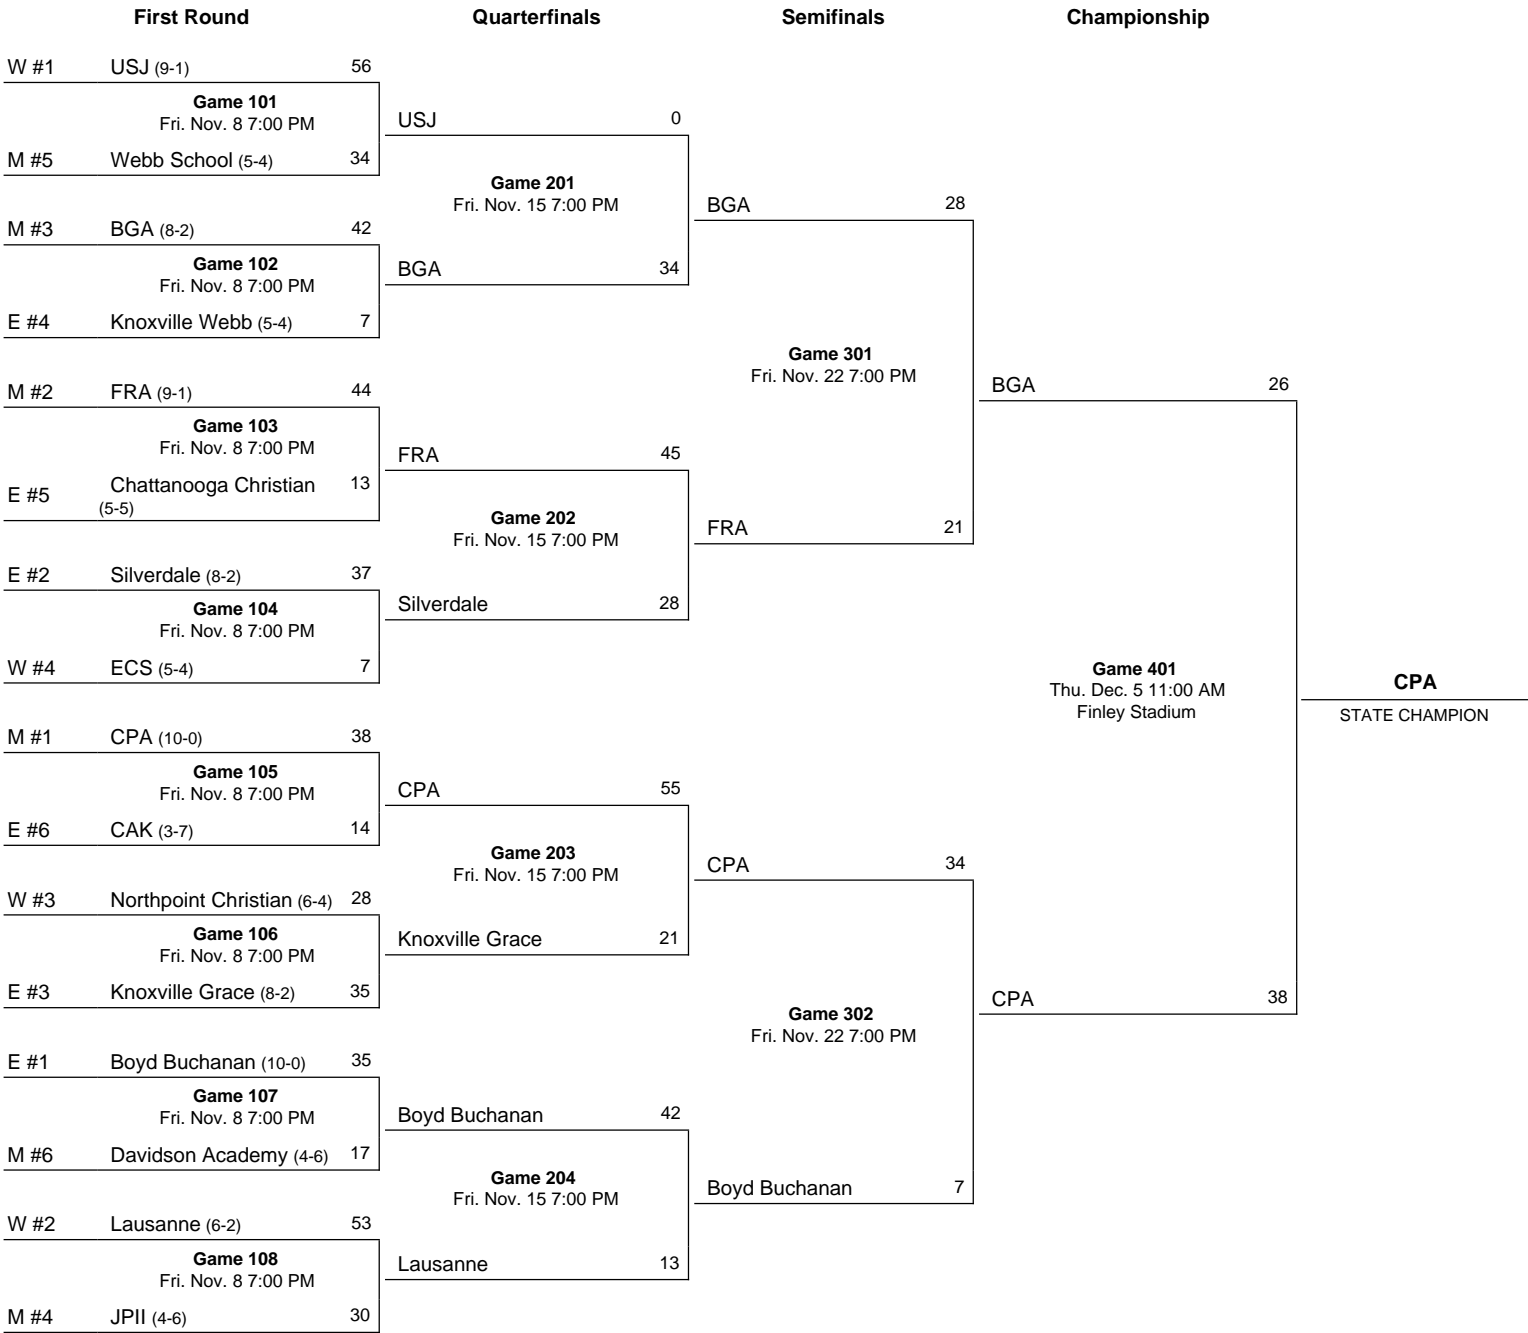 First Round Quarterfinals Semifinals Championship
W #1 USJ (9-1) 56
Game 101
Fri. Nov. 8 7:00 PM
M #5 Webb School (5-4) 34
M #3 BGA (8-2) 42
Game 102
Fri. Nov. 8 7:00 PM
E #4 Knoxville Webb (5-4) 7
M #2 FRA (9-1) 44
Game 103
Fri. Nov. 8 7:00 PM
E #5 Chattanooga Christian 13
(5-5)
E #2 Silverdale (8-2) 37
Game 104
Fri. Nov. 8 7:00 PM
W #4 ECS (5-4) 7
M #1 CPA (10-0) 38
Game 105
Fri. Nov. 8 7:00 PM
E #6 CAK (3-7) 14
W #3 Northpoint Christian (6-4) 28
Game 106
Fri. Nov. 8 7:00 PM
E #3 Knoxville Grace (8-2) 35
E #1 Boyd Buchanan (10-0) 35
Game 107
Fri. Nov. 8 7:00 PM
M #6 Davidson Academy (4-6) 17
W #2 Lausanne (6-2) 53
Game 108
Fri. Nov. 8 7:00 PM
M #4 JPII (4-6) 30
USJ 0
Game 201
Fri. Nov. 15 7:00 PM
BGA 34
FRA 45
Game 202
Fri. Nov. 15 7:00 PM
Silverdale 28
CPA 55
Game 203
Fri. Nov. 15 7:00 PM
Knoxville Grace 21
Boyd Buchanan 42
Game 204
Fri. Nov. 15 7:00 PM
Lausanne 13
BGA 28
Game 301
Fri. Nov. 22 7:00 PM
FRA 21
CPA 34
Game 302
Fri. Nov. 22 7:00 PM
Boyd Buchanan 7
BGA 26
Game 401
Thu. Dec. 5 11:00 AM
Finley Stadium
CPA 38
CPA
STATE CHAMPION